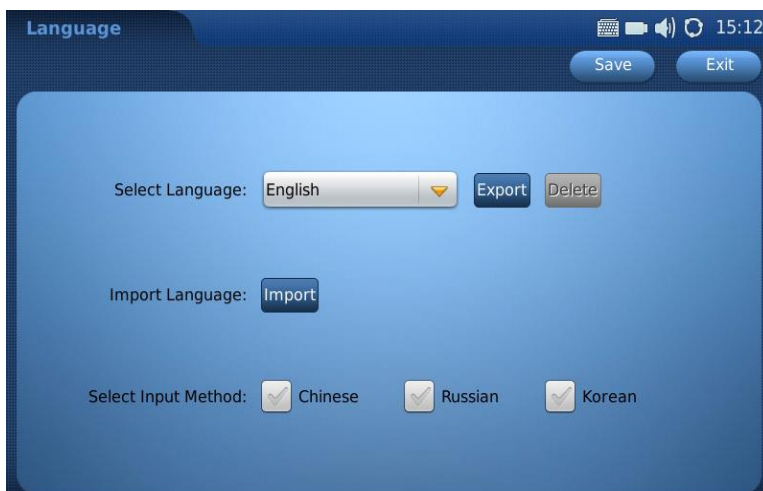 Language 15:12
Save Exit
Select Language: English Export Delete
Import Language: Import
Select Input Method: Chinese Russian Korean